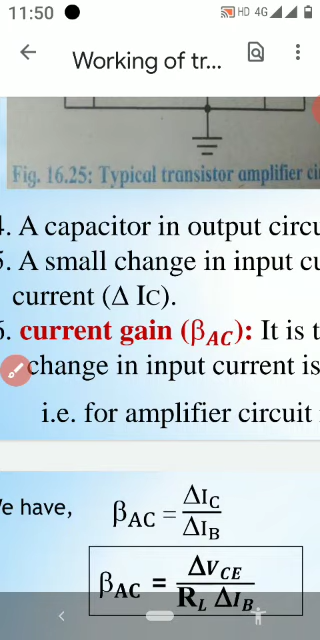 11:50 HD 4G
Working of tr...
Fig. 16.25: Typical transistor amplifier ci
4. A capacitor in output circu
5. A small change in input cu
current (Δ Ic).
6. current gain (βAC): It is t
change in input current is
i.e. for amplifier circuit
e have, βAC = ΔIC / ΔIB
βAC = ΔVCE / RL ΔIB